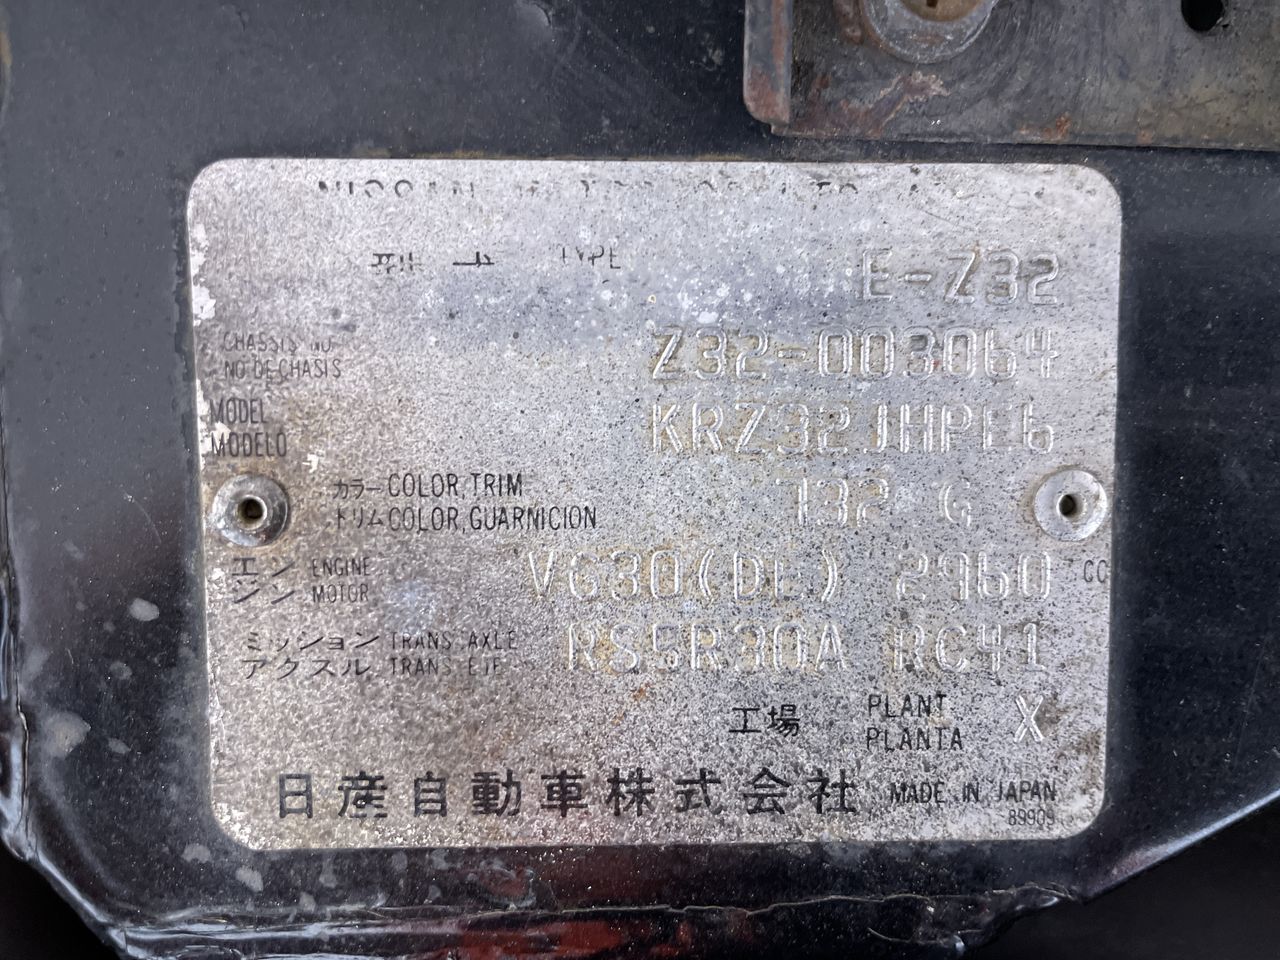 NISSAN
TYPE E-Z32
CHASSIS NO Z32-003064
NO DE CHASIS
MODEL KRZ32JHPE6
MODELO
カラー COLOR, TRIM 732 G
トリム COLOR, GUARNICION
エン ENGINE VG30(DE) 2960 CC
ジン MOTOR
ミッション TRANS. AXLE RS5R30A RC41
アクスル TRANS. EJE
工場 PLANT X
PLANTA
日産自動車株式会社 MADE IN JAPAN
89909